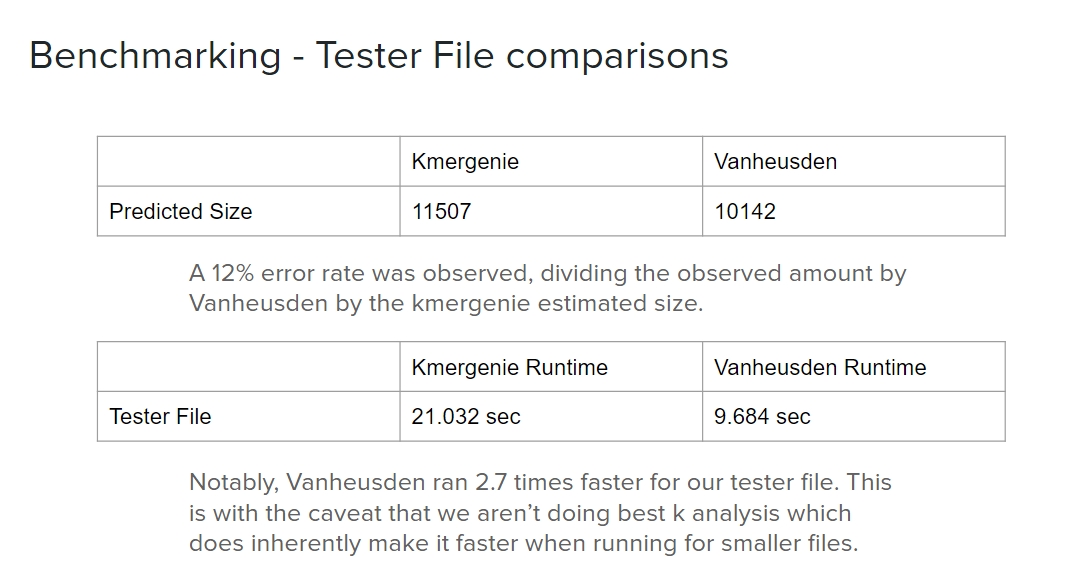 Benchmarking - Tester File comparisons
Kmergenie Vanheusden
Predicted Size 11507 10142
A 12% error rate was observed, dividing the observed amount by
Vanheusden by the kmergenie estimated size.
Kmergenie Runtime Vanheusden Runtime
Tester File 21.032 sec 9.684 sec
Notably, Vanheusden ran 2.7 times faster for our tester file. This
is with the caveat that we aren’t doing best k analysis which
does inherently make it faster when running for smaller files.